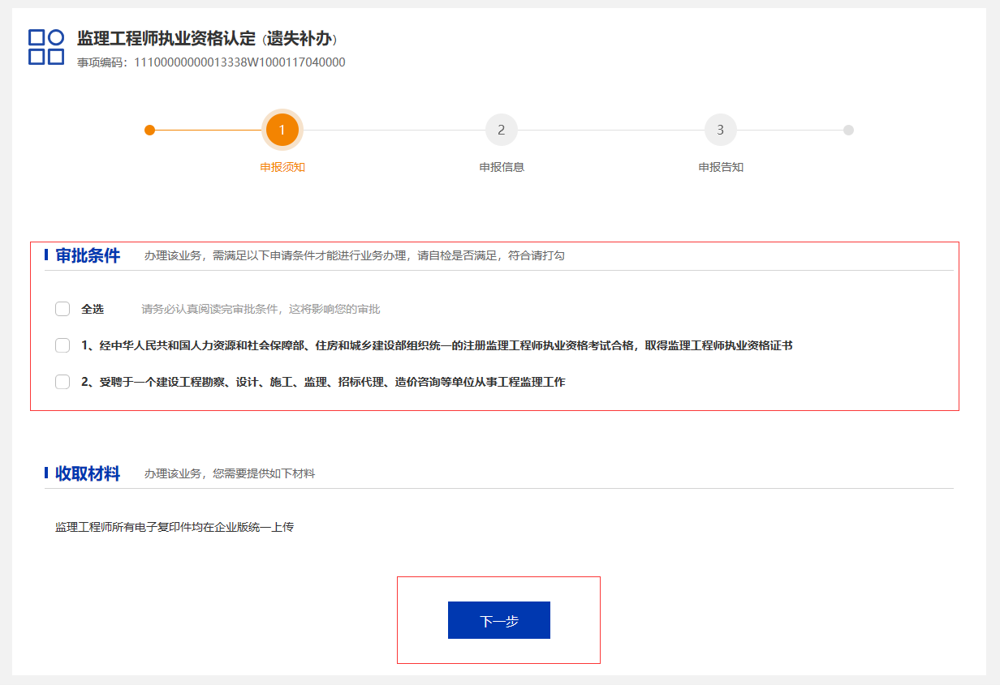 监理工程师执业资格认定（遗失补办）
事项编码：11100000000013338W1000117040000
1
2
3
申报须知
申报信息
申报告知
审批条件 办理该业务，需满足以下申请条件才能进行业务办理，请自检是否满足，符合请打勾
全选 请务必认真阅读完审批条件，这将影响您的审批
1、经中华人民共和国人力资源和社会保障部、住房和城乡建设部组织统一的注册监理工程师执业资格考试合格，取得监理工程师执业资格证书
2、受聘于一个建设工程勘察、设计、施工、监理、招标代理、造价咨询等单位从事工程监理工作
收取材料 办理该业务，您需要提供如下材料
监理工程师所有电子复印件均在企业版统一上传
下一步